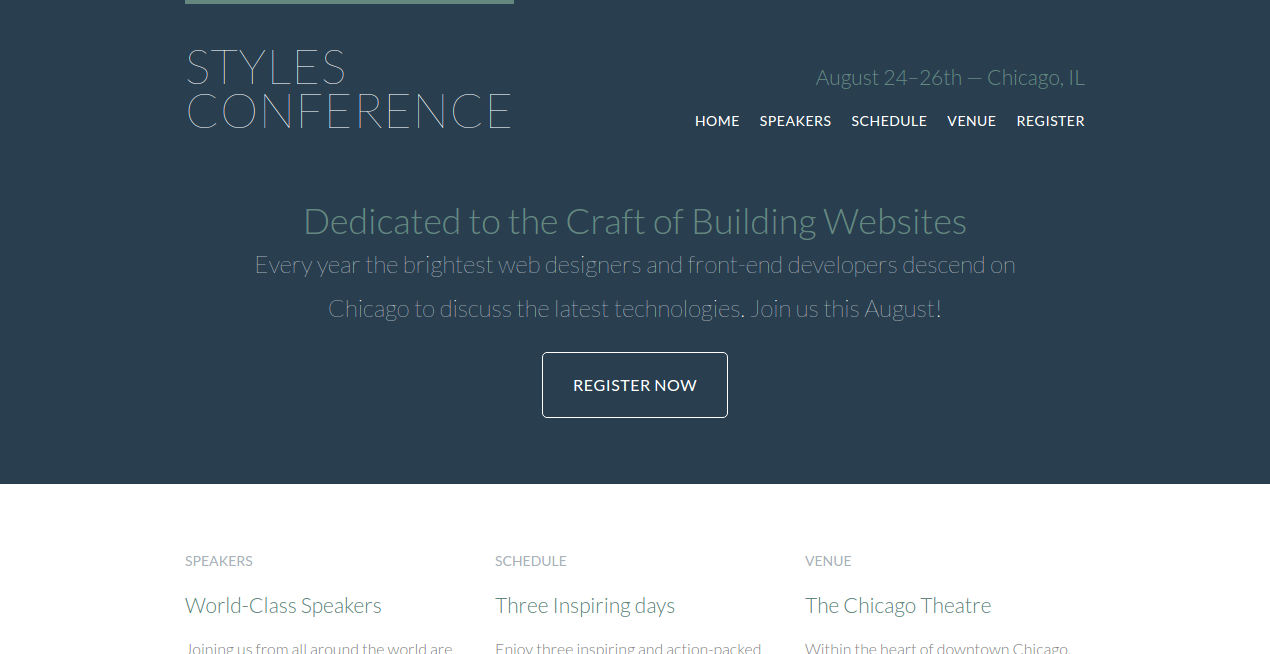 STYLES
CONFERENCE
August 24–26th — Chicago, IL
HOME SPEAKERS SCHEDULE VENUE REGISTER
Dedicated to the Craft of Building Websites
Every year the brightest web designers and front-end developers descend on
Chicago to discuss the latest technologies. Join us this August!
REGISTER NOW
SPEAKERS
World-Class Speakers
Joining us from all around the world are
SCHEDULE
Three Inspiring days
Enjoy three inspiring and action-packed
VENUE
The Chicago Theatre
Within the heart of downtown Chicago,